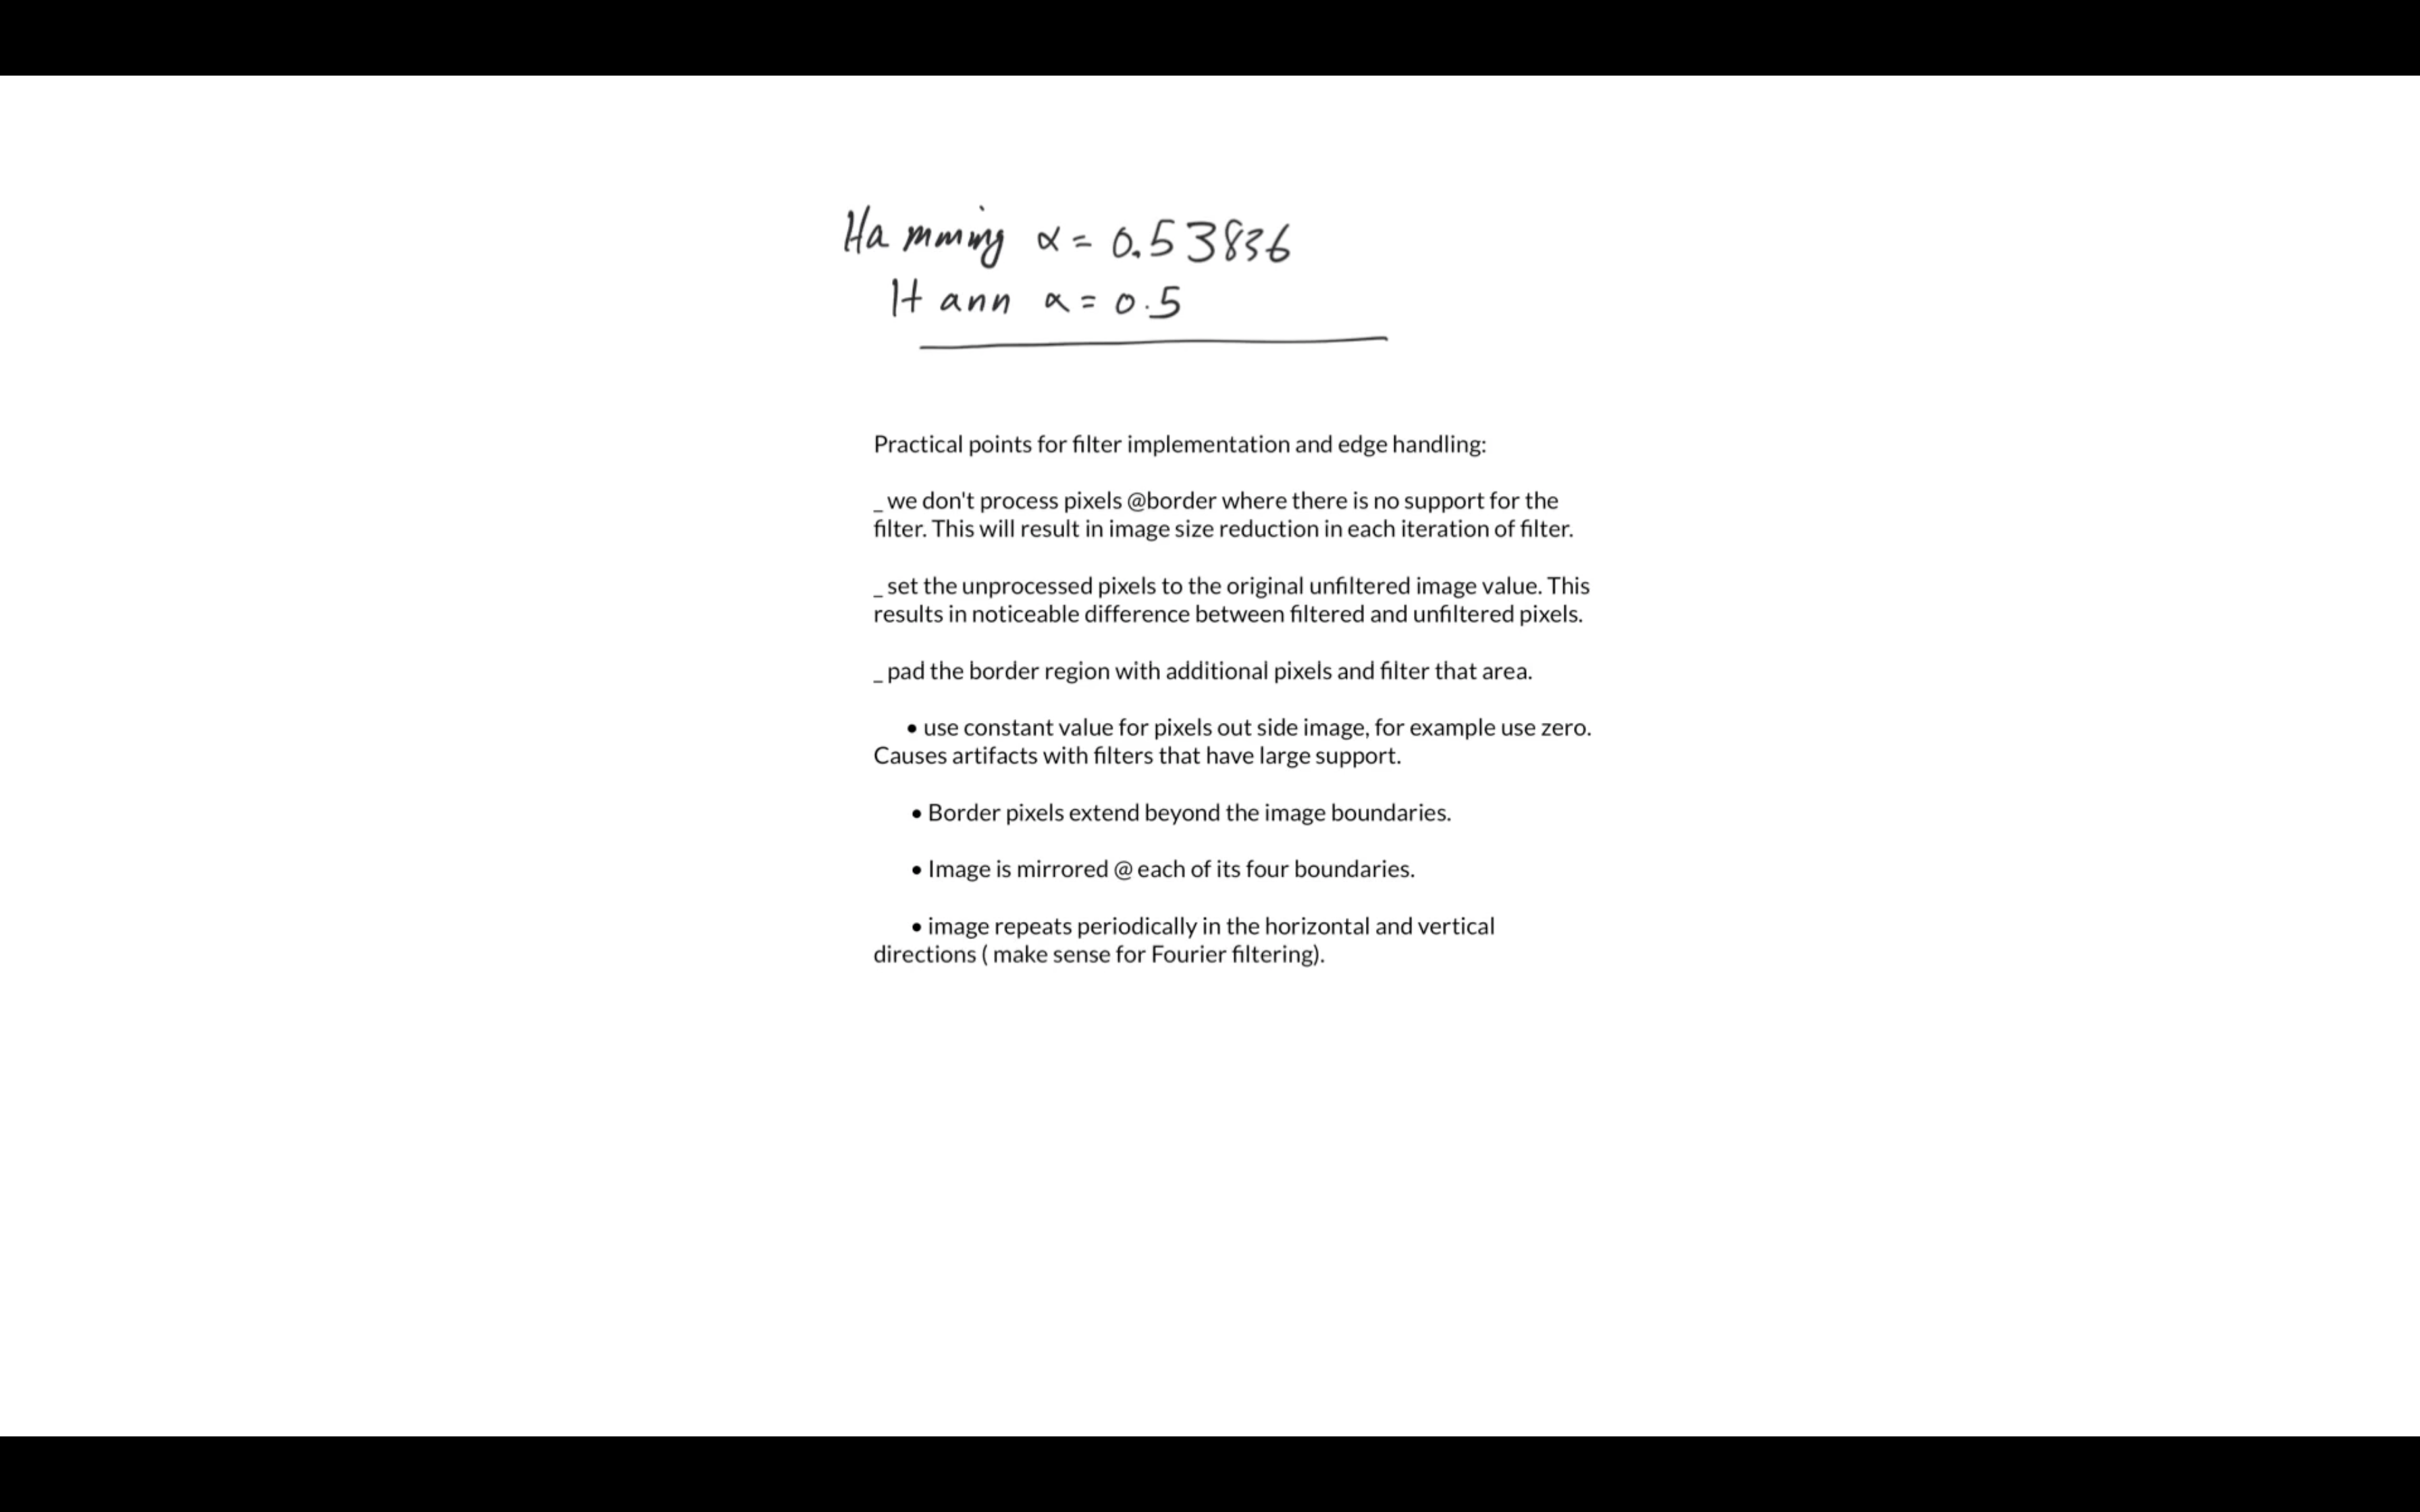 Hamming α = 0.53836
Hann α = 0.5
Practical points for filter implementation and edge handling:
_ we don't process pixels @border where there is no support for the
filter. This will result in image size reduction in each iteration of filter.
_ set the unprocessed pixels to the original unfiltered image value. This
results in noticeable difference between filtered and unfiltered pixels.
_ pad the border region with additional pixels and filter that area.
• use constant value for pixels out side image, for example use zero.
Causes artifacts with filters that have large support.
• Border pixels extend beyond the image boundaries.
• Image is mirrored @ each of its four boundaries.
• image repeats periodically in the horizontal and vertical
directions ( make sense for Fourier filtering).